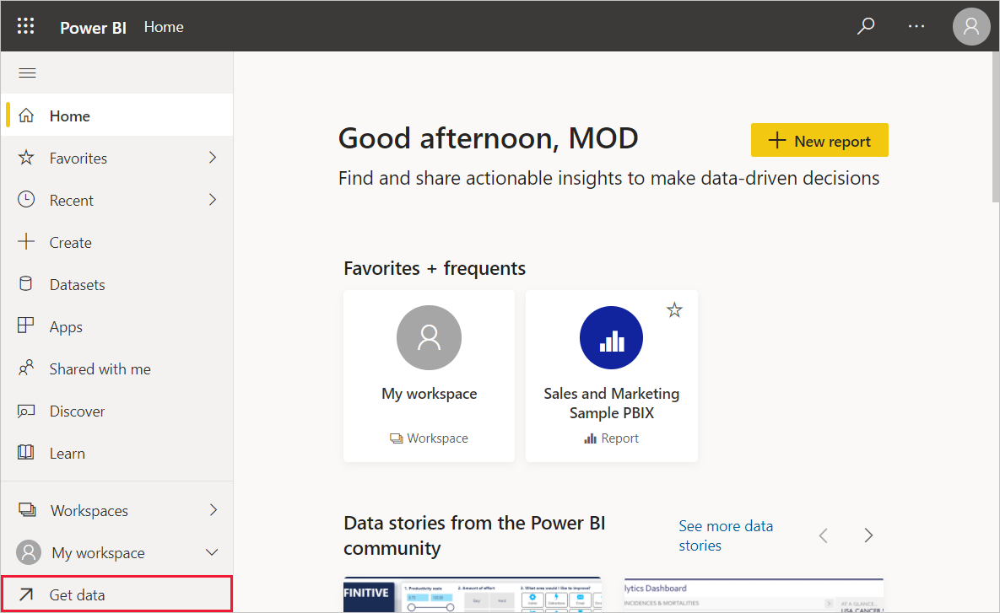 Power BI Home
Home
Favorites
Recent
Create
Datasets
Apps
Shared with me
Discover
Learn
Workspaces
My workspace
Get data
Good afternoon, MOD
New report
Find and share actionable insights to make data-driven decisions
Favorites + frequents
My workspace
Workspace
Sales and Marketing
Sample PBIX
Report
Data stories from the Power BI
community
See more data
stories
FINITIVE
1. Productivity scale
2. Amount of effort
3. What area would I like to improve?
Easy
Hard
lytics Dashboard
INCIDENCES & MORTALITIES
AT A GLANCE...
USA CANCER